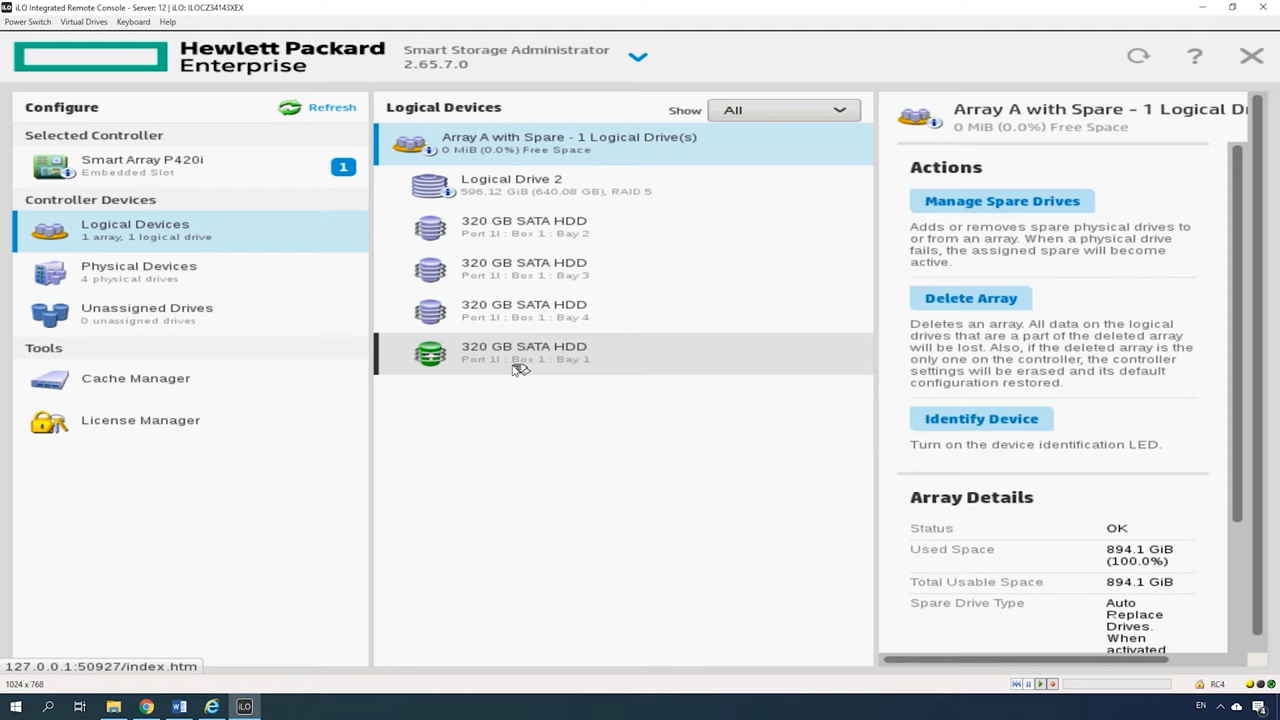 iLO Integrated Remote Console - Server: 12 | iLO: ILOCZ34143XEX
Power Switch Virtual Drives Keyboard Help
Hewlett Packard
Enterprise
Smart Storage Administrator
2.65.7.0
Configure
Refresh
Selected Controller
Smart Array P420i
Embedded Slot
1
Controller Devices
Logical Devices
1 array, 1 logical drive
Physical Devices
4 physical drives
Unassigned Drives
0 unassigned drives
Tools
Cache Manager
License Manager
Logical Devices
Show All
Array A with Spare - 1 Logical Drive(s)
0 MiB (0.0%) Free Space
Logical Drive 2
596.12 GiB (640.08 GB), RAID 5
320 GB SATA HDD
Port 1I : Box 1 : Bay 2
320 GB SATA HDD
Port 1I : Box 1 : Bay 3
320 GB SATA HDD
Port 1I : Box 1 : Bay 4
320 GB SATA HDD
Port 1I : Box 1 : Bay 1
Array A with Spare - 1 Logical D
0 MiB (0.0%) Free Space
Actions
Manage Spare Drives
Adds or removes spare physical drives to
or from an array. When a physical drive
fails, the assigned spare will become
active.
Delete Array
Deletes an array. All data on the logical
drives that are a part of the deleted array
will be lost. Also, if the deleted array is the
only one on the controller, the controller
settings will be erased and its default
configuration restored.
Identify Device
Turn on the device identification LED.
Array Details
Status OK
Used Space 894.1 GiB
(100.0%)
Total Usable Space 894.1 GiB
Spare Drive Type Auto
Replace
Drives.
When
activated
127.0.0.1:50927/index.htm
1024 x 768
RC4
iLO
EN
4